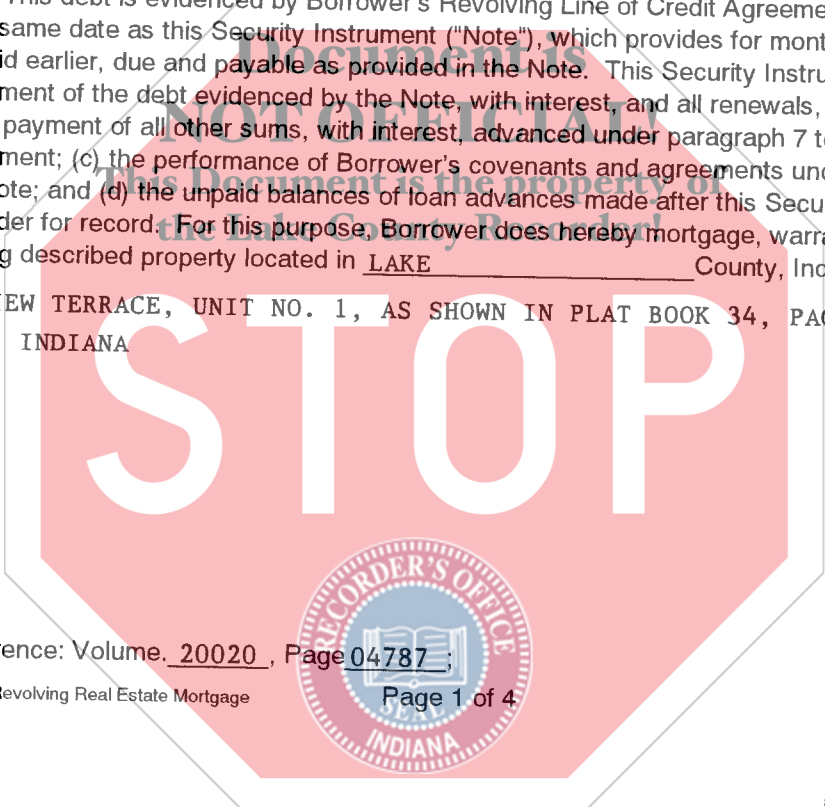 This debt is evidenced by Borrower's Revolving Line of Credit Agreeme
same date as this Security Instrument ("Note"), which provides for mont
id earlier, due and payable as provided in the Note. This Security Instru
Document is
ment of the debt evidenced by the Note, with interest, and all renewals,
NOT OFFICIAL!
payment of all other sums, with interest, advanced under paragraph 7 t
ment; (c) the performance of Borrower's covenants and agreements und
This Document is the property of
ote; and (d) the unpaid balances of loan advances made after this Secu
the Lake County Recorder!
der for record. For this purpose, Borrower does hereby mortgage, warra
g described property located in LAKE County, Ind
EW TERRACE, UNIT NO. 1, AS SHOWN IN PLAT BOOK 34, PAG
INDIANA
STOP
RECORDER'S OFFICE
ence: Volume. 20020 , Page 04787 ;
Revolving Real Estate Mortgage
Page 1 of 4
SEAL
INDIANA